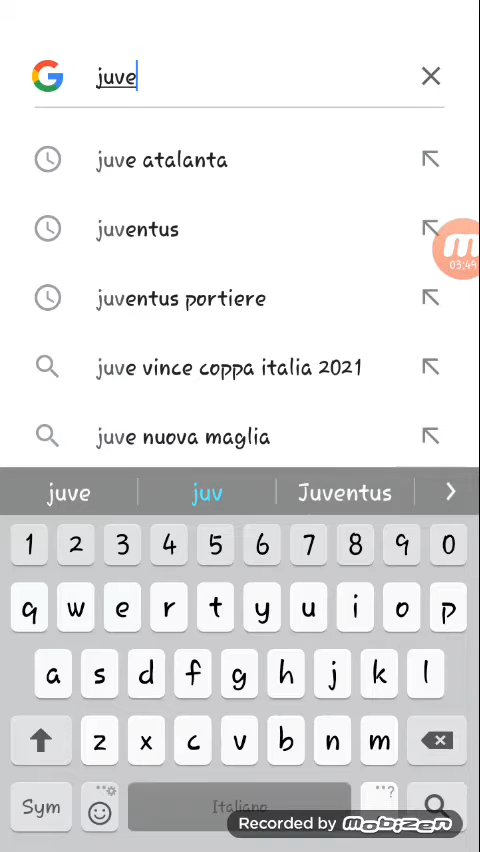 juve
juve atalanta
juventus
03:49
juventus portiere
juve vince coppa italia 2021
juve nuova maglia
juve juv Juventus
1 2 3 4 5 6 7 8 9 0
q w e r t y u i o p
a s d f g h j k l
z x c v b n m
Sym Italiano ?
Recorded by mobizen